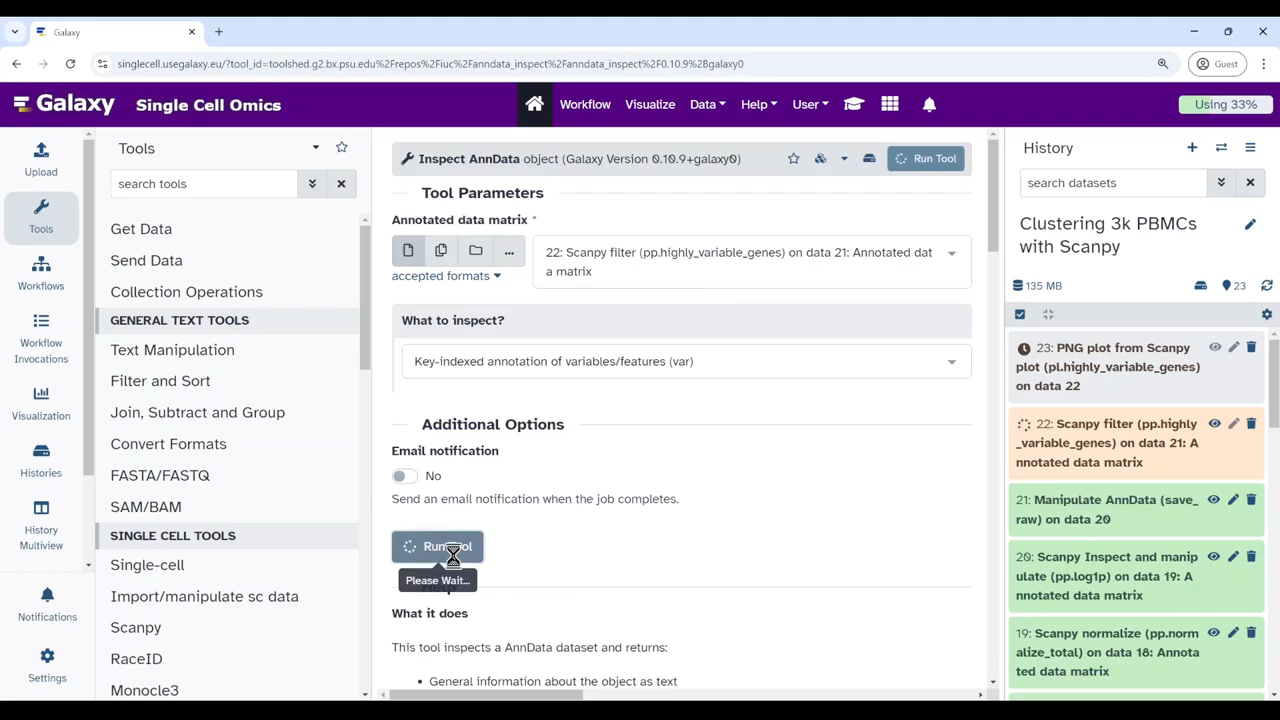 Galaxy
singlecell.usegalaxy.eu/?tool_id=toolshed.g2.bx.psu.edu%2Frepos%2Fiuc%2Fanndata_inspect%2Fanndata_inspect%2F0.10.9%2Bgalaxy0
Guest
Galaxy
Single Cell Omics
Workflow
Visualize
Data
Help
User
Using 33%
Upload
Tools
Workflows
Workflow
Invocations
Visualization
Histories
History
Multiview
Notifications
Settings
Tools
search tools
Get Data
Send Data
Collection Operations
GENERAL TEXT TOOLS
Text Manipulation
Filter and Sort
Join, Subtract and Group
Convert Formats
FASTA/FASTQ
SAM/BAM
SINGLE CELL TOOLS
Single-cell
Import/manipulate sc data
Scanpy
RaceID
Monocle3
Inspect AnnData object (Galaxy Version 0.10.9+galaxy0)
Run Tool
Tool Parameters
Annotated data matrix *
...
22: Scanpy filter (pp.highly_variable_genes) on data 21: Annotated dat
a matrix
accepted formats
What to inspect?
Key-indexed annotation of variables/features (var)
Additional Options
Email notification
No
Send an email notification when the job completes.
Please Wait...
What it does
This tool inspects a AnnData dataset and returns:
• General information about the object as text
History
search datasets
Clustering 3k PBMCs
with Scanpy
135 MB
23
23: PNG plot from Scanpy
plot (pl.highly_variable_genes)
on data 22
22: Scanpy filter (pp.highly
_variable_genes) on data 21: A
nnotated data matrix
21: Manipulate AnnData (save_
raw) on data 20
20: Scanpy Inspect and manip
ulate (pp.log1p) on data 19: A
nnotated data matrix
19: Scanpy normalize (pp.norm
alize_total) on data 18: Annota
ted data matrix